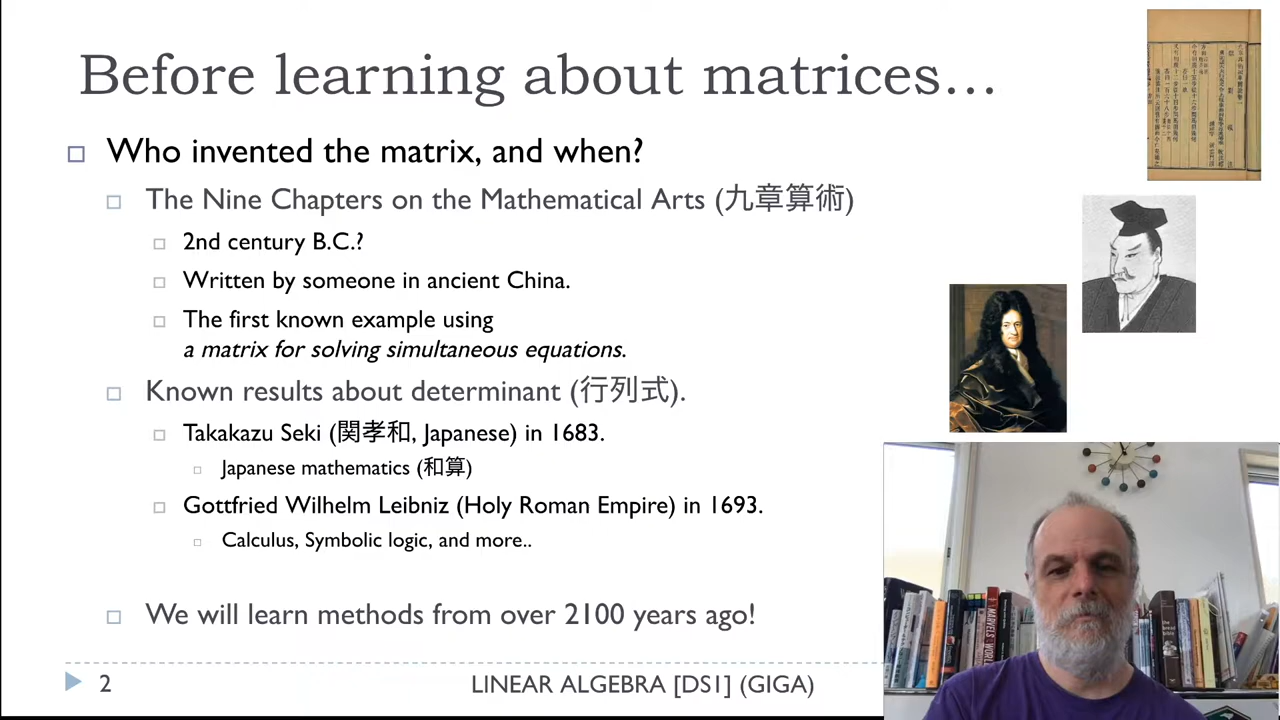 Before learning about matrices...
Who invented the matrix, and when?
The Nine Chapters on the Mathematical Arts (九章算術)
2nd century B.C.?
Written by someone in ancient China.
The first known example using
a matrix for solving simultaneous equations.
Known results about determinant (行列式).
Takakazu Seki (関孝和, Japanese) in 1683.
Japanese mathematics (和算)
Gottfried Wilhelm Leibniz (Holy Roman Empire) in 1693.
Calculus, Symbolic logic, and more..
We will learn methods from over 2100 years ago!
2
LINEAR ALGEBRA [DS1] (GIGA)
MARVELS
WORLD